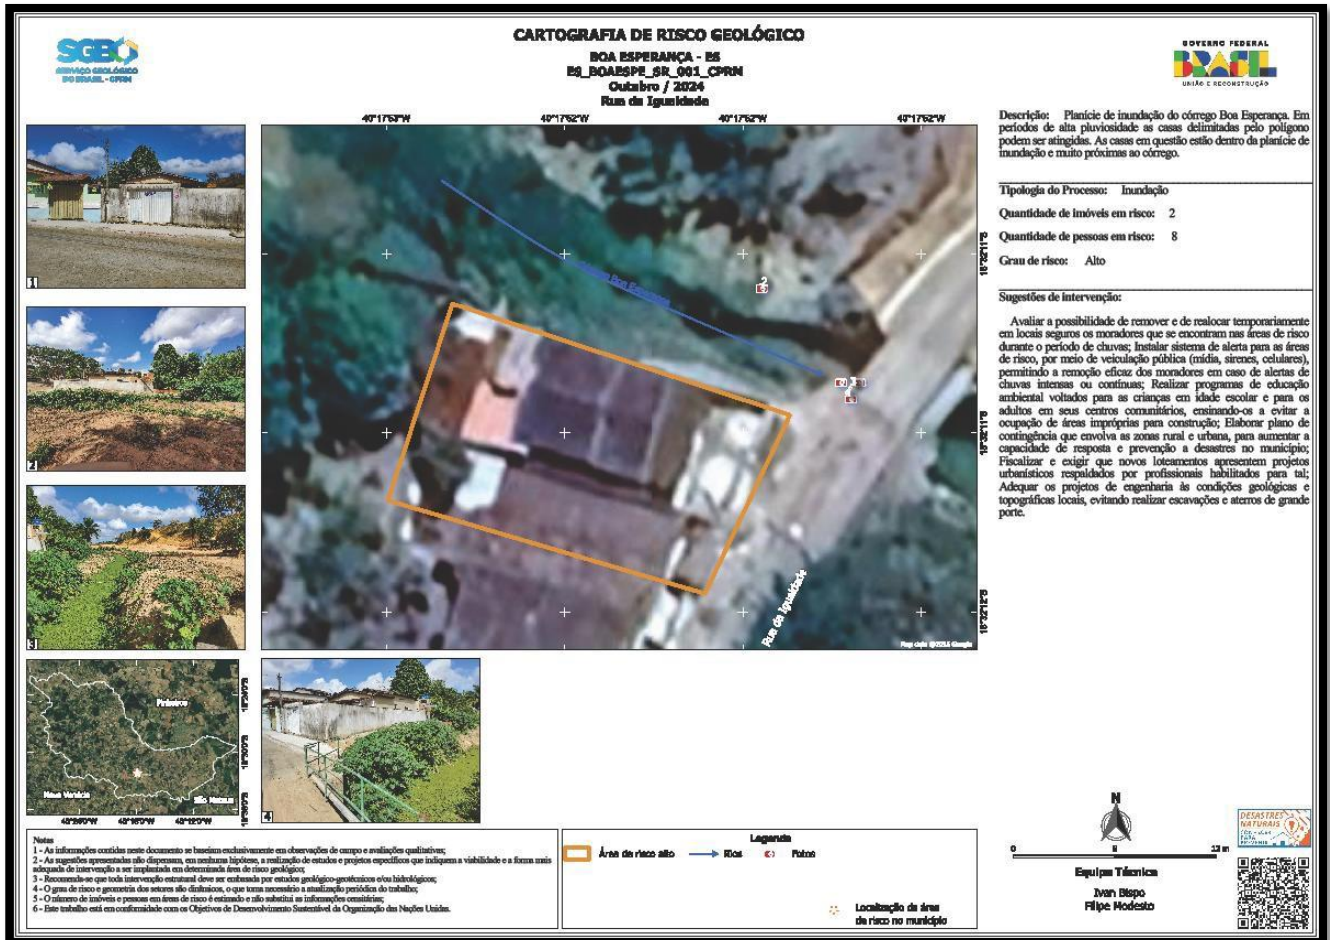 CARTOGRAFIA DE RISCO GEOLÓGICO
BOA ESPERANÇA - ES
ES_BOAESPE_SR_001_CPRM
Outubro / 2024
Rua da Igualdade
SGB
SERVIÇO GEOLÓGICO
DO BRASIL - CPRM
GOVERNO FEDERAL
BRASIL
UNIÃO E RECONSTRUÇÃO
40°17'53"W
40°17'52"W
40°17'52"W
40°17'52"W
1
2
3
4
Boa Esperança
2
Rua da Igualdade
Descrição: Planície de inundação do córrego Boa Esperança. Em
períodos de alta pluviosidade as casas delimitadas pelo polígono
podem ser atingidas. As casas em questão estão dentro da planície de
inundação e muito próximas ao córrego.
Tipologia do Processo: Inundação
Quantidade de imóveis em risco: 2
Quantidade de pessoas em risco: 8
Grau de risco: Alto
Sugestões de intervenção:
Avaliar a possibilidade de remover e de realocar temporariamente
em locais seguros os moradores que se encontram nas áreas de risco
durante o período de chuvas; Instalar sistema de alerta para as áreas
de risco, por meio de veiculação pública (mídia, sirenes, celulares),
permitindo a remoção eficaz dos moradores em caso de alertas de
chuvas intensas ou contínuas; Realizar programas de educação
ambiental voltados para as crianças em idade escolar e para os
adultos em seus centros comunitários, ensinando-os a evitar a
ocupação de áreas impróprias para construção; Elaborar plano de
contingência que envolva as zonas rural e urbana, para aumentar a
capacidade de resposta e prevenção a desastres no município;
Fiscalizar e exigir que novos loteamentos apresentem projetos
urbanísticos respaldados por profissionais habilitados para tal;
Adequar os projetos de engenharia às condições geológicas e
topográficas locais, evitando realizar escavações e aterros de grande
porte.
Pinheiros
Nova Venécia
São Mateus
Notas
1 - As informações contidas neste documento se baseiam exclusivamente em observações de campo e avaliações qualitativas;
2 - As sugestões apresentadas não dispensam, em nenhuma hipótese, a realização de estudos e projetos específicos que indiquem a viabilidade e a forma mais
adequada de intervenção a ser implantada em determinada área de risco geológico;
3 - Recomenda-se que toda intervenção estrutural deve ser embasada por estudos geológico-geotécnicos e/ou hidrológicos;
4 - O grau de risco e geometria dos setores são dinâmicos, o que torna necessário a atualização periódica do trabalho;
5 - O número de imóveis e pessoas em áreas de risco é estimado e não substitui as informações censitárias;
6 - Este trabalho está em conformidade com os Objetivos de Desenvolvimento Sustentável da Organização das Nações Unidas.
Legenda
Área de risco alto
Rios
Fotos
Localização da área
de risco no município
N
0
6
12 m
Equipe Técnica
Ivan Bispo
Filipe Modesto
DESASTRES
NATURAIS